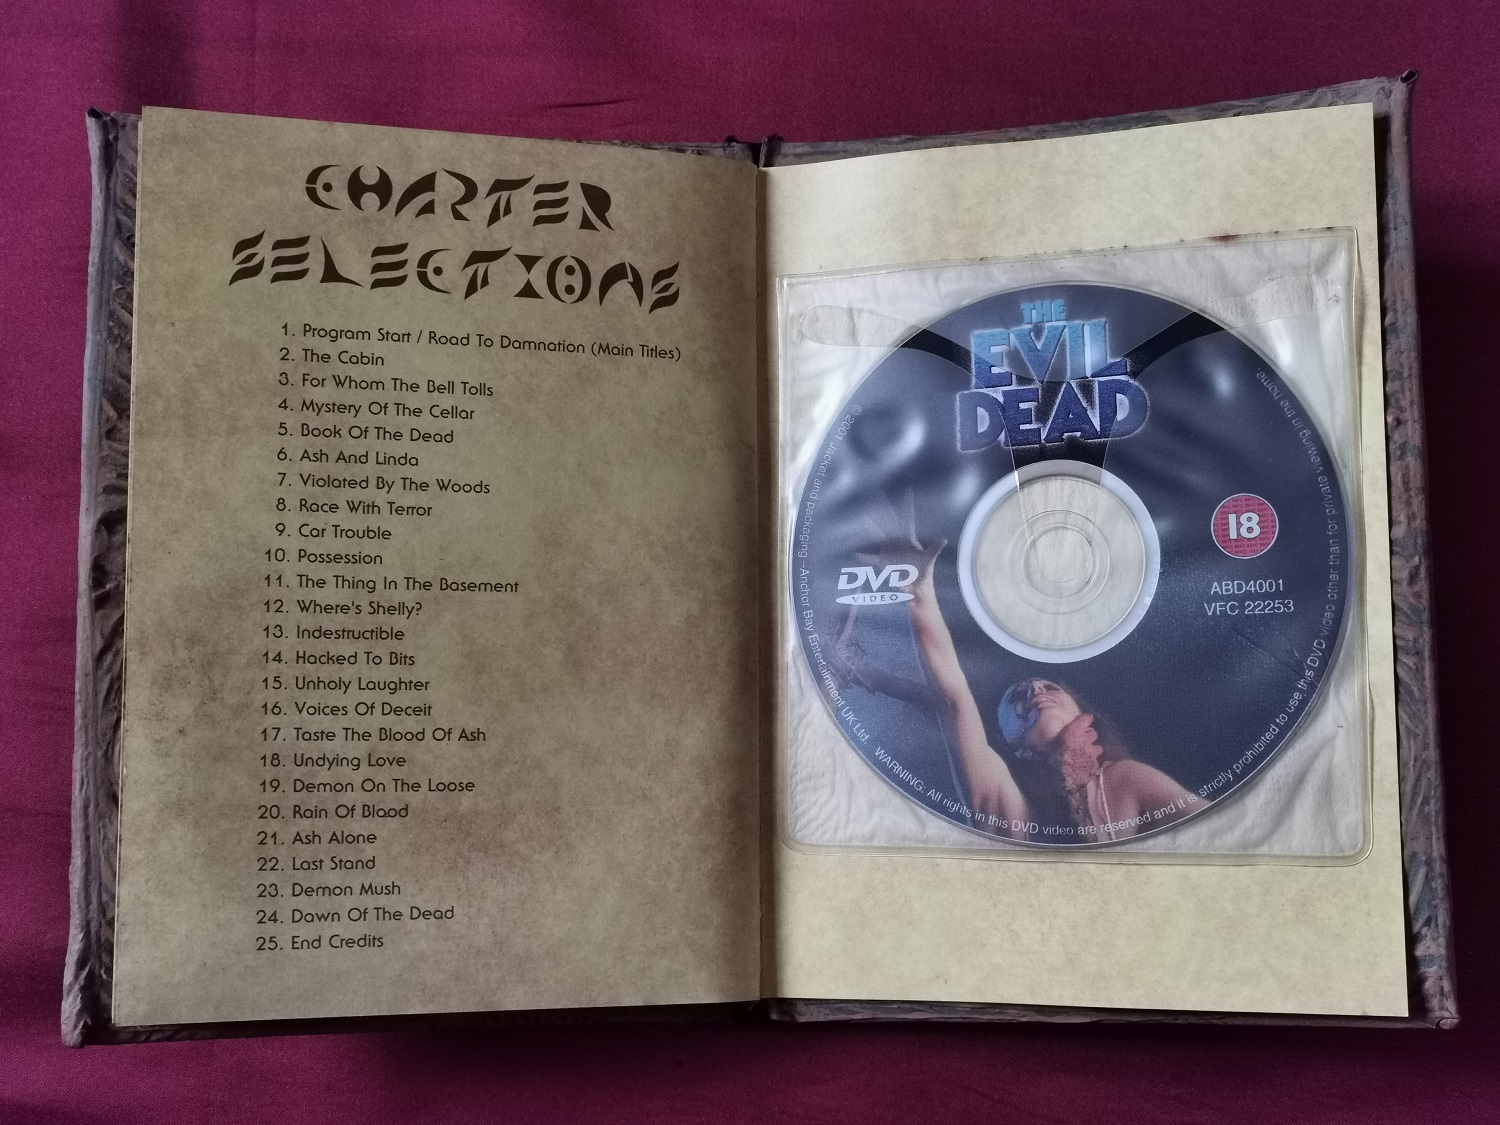 CHARTER
SELECTIONS
1. Program Start / Road To Damnation (Main Titles)
2. The Cabin
3. For Whom The Bell Tolls
4. Mystery Of The Cellar
5. Book Of The Dead
6. Ash And Linda
7. Violated By The Woods
8. Race With Terror
9. Car Trouble
10. Possession
11. The Thing In The Basement
12. Where's Shelly?
13. Indestructible
14. Hacked To Bits
15. Unholy Laughter
16. Voices Of Deceit
17. Taste The Blood Of Ash
18. Undying Love
19. Demon On The Loose
20. Rain Of Blood
21. Ash Alone
22. Last Stand
23. Demon Mush
24. Dawn Of The Dead
25. End Credits
THE
EVIL
DEAD
18
DVD
VIDEO
ABD4001
VFC 22253
© 2001 Jacket and packaging –Anchor Bay Entertainment UK Ltd. WARNING: All rights in this DVD video are reserved and it is strictly prohibited to use this DVD video other than for private viewing in the home.